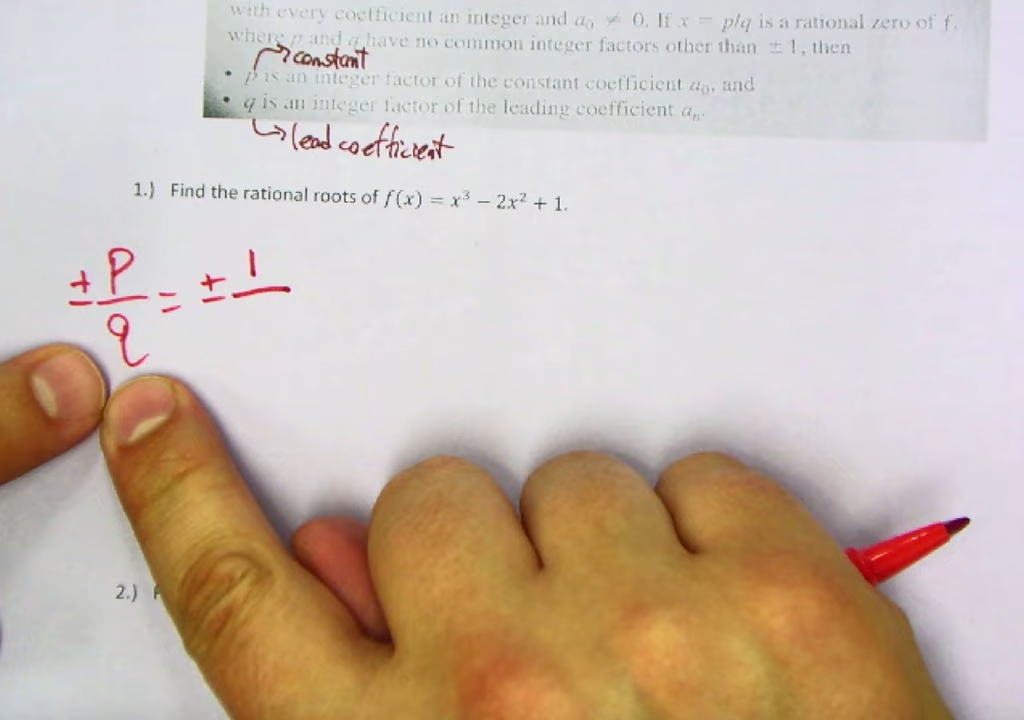 with every coefficient an integer and a₀ ≠ 0. If x = p/q is a rational zero of f,
where p and q have no common integer factors other than ± 1, then
constant
• p is an integer factor of the constant coefficient a₀, and
• q is an integer factor of the leading coefficient aₙ.
lead coefficient
1.) Find the rational roots of f(x) = x³ − 2x² + 1.
± p/q = ± 1
2.)